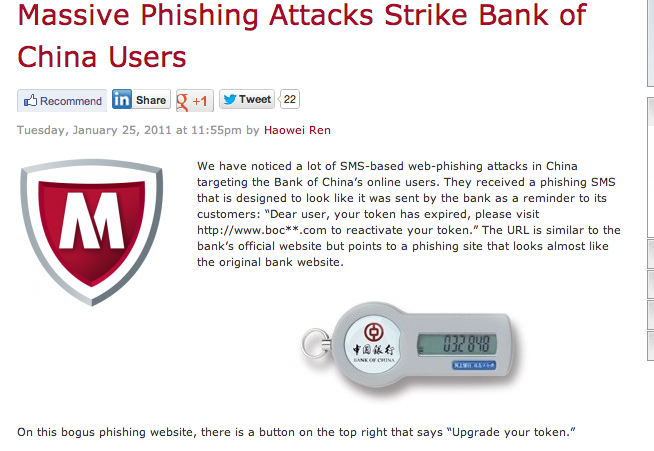 Massive Phishing Attacks Strike Bank of
China Users
Recommend
in Share
g +1
Tweet 22
Tuesday, January 25, 2011 at 11:55pm by Haowei Ren
M
We have noticed a lot of SMS-based web-phishing attacks in China
targeting the Bank of China’s online users. They received a phishing SMS
that is designed to look like it was sent by the bank as a reminder to its
customers: “Dear user, your token has expired, please visit
http://www.boc**.com to reactivate your token.” The URL is similar to the
bank’s official website but points to a phishing site that looks almost like
the original bank website.
中国银行
BANK OF CHINA
032848
On this bogus phishing website, there is a button on the top right that says “Upgrade your token.”